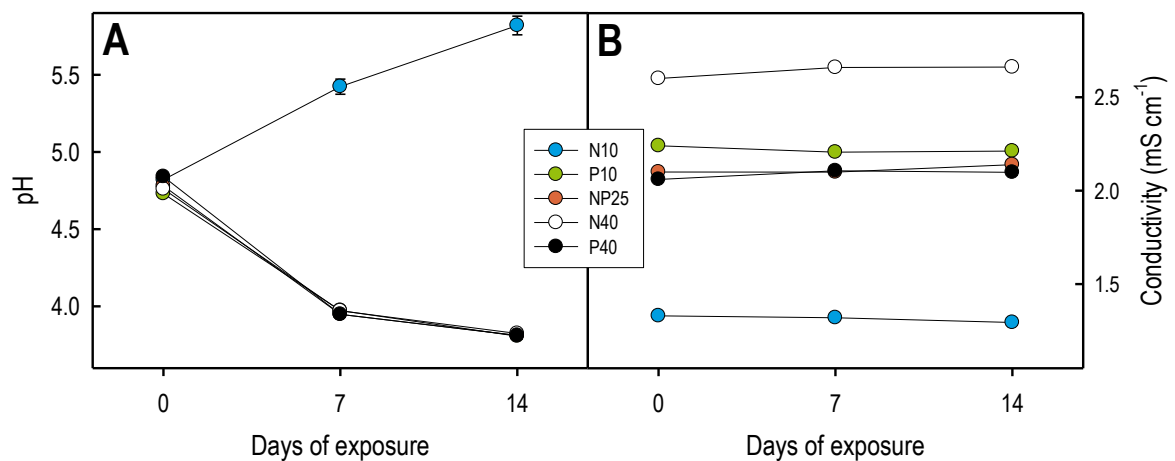 A
B
5.5
5.0
4.5
4.0
pH
N10
P10
NP25
N40
P40
2.5
2.0
1.5
Conductivity (mS cm⁻¹)
0 7 14
0 7 14
Days of exposure
Days of exposure